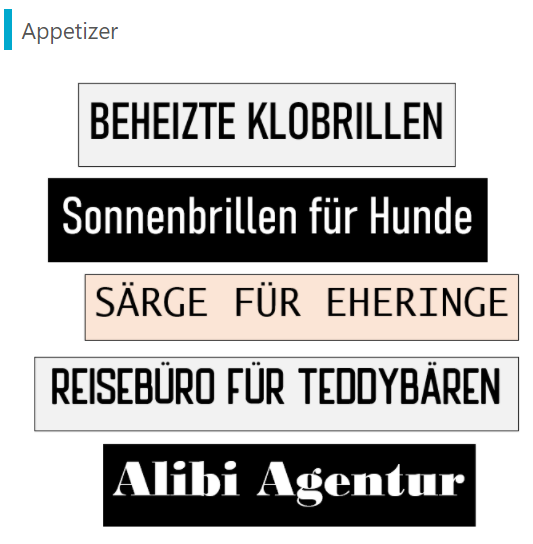 Appetizer
BEHEIZTE KLOBRILLEN
Sonnenbrillen für Hunde
SÄRGE FÜR EHERINGE
REISEBÜRO FÜR TEDDYBÄREN
Alibi Agentur